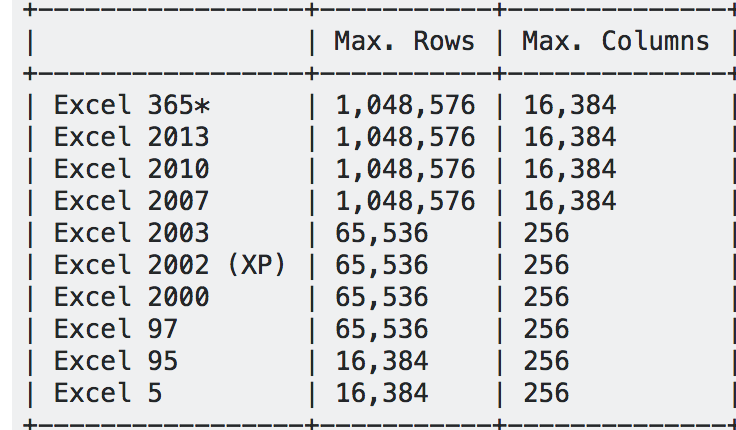 +-----------------+------------+--------------+
|                 | Max. Rows  | Max. Columns |
+-----------------+------------+--------------+
| Excel 365*      | 1,048,576  | 16,384       |
| Excel 2013      | 1,048,576  | 16,384       |
| Excel 2010      | 1,048,576  | 16,384       |
| Excel 2007      | 1,048,576  | 16,384       |
| Excel 2003      | 65,536     | 256          |
| Excel 2002 (XP) | 65,536     | 256          |
| Excel 2000      | 65,536     | 256          |
| Excel 97        | 65,536     | 256          |
| Excel 95        | 16,384     | 256          |
| Excel 5         | 16,384     | 256          |
+-----------------+------------+--------------+